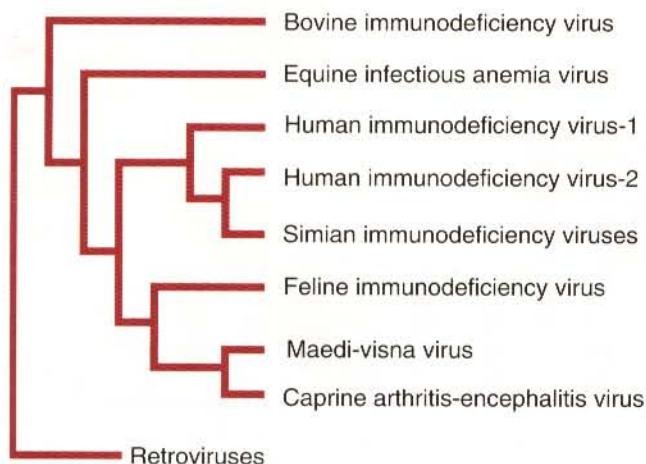 Bovine immunodeficiency virus
Equine infectious anemia virus
Human immunodeficiency virus-1
Human immunodeficiency virus-2
Simian immunodeficiency viruses
Feline immunodeficiency virus
Maedi-visna virus
Caprine arthritis-encephalitis virus
Retroviruses